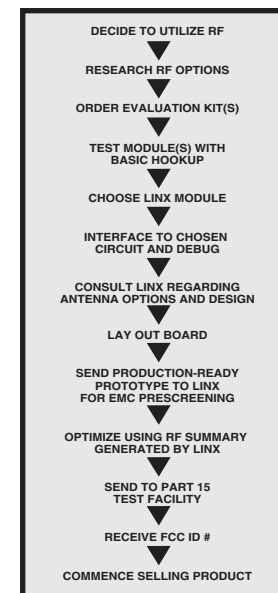 DECIDE TO UTILIZE RF
RESEARCH RF OPTIONS
ORDER EVALUATION KIT(S)
TEST MODULE(S) WITH
BASIC HOOKUP
CHOOSE LINX MODULE
INTERFACE TO CHOSEN
CIRCUIT AND DEBUG
CONSULT LINX REGARDING
ANTENNA OPTIONS AND DESIGN
LAY OUT BOARD
SEND PRODUCTION-READY
PROTOTYPE TO LINX
FOR EMC PRESCREENING
OPTIMIZE USING RF SUMMARY
GENERATED BY LINX
SEND TO PART 15
TEST FACILITY
RECEIVE FCC ID #
COMMENCE SELLING PRODUCT